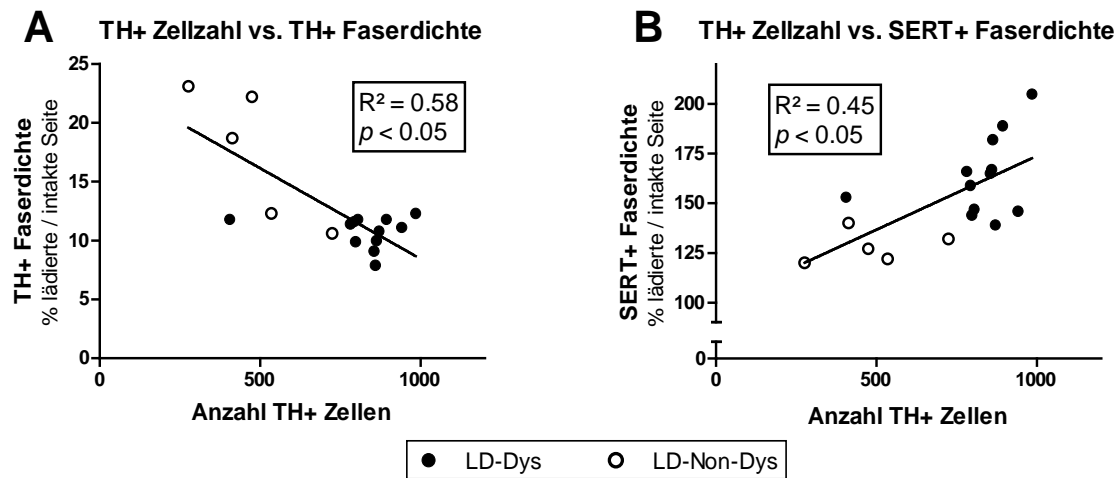 A
TH+ Zellzahl vs. TH+ Faserdichte
TH+ Faserdichte
% lädierte / intakte Seite
25
20
15
10
5
0
R² = 0.58
p < 0.05
0
500
1000
Anzahl TH+ Zellen
B
TH+ Zellzahl vs. SERT+ Faserdichte
SERT+ Faserdichte
% lädierte / intakte Seite
200
175
150
125
100
0
R² = 0.45
p < 0.05
0
500
1000
Anzahl TH+ Zellen
LD-Dys
LD-Non-Dys